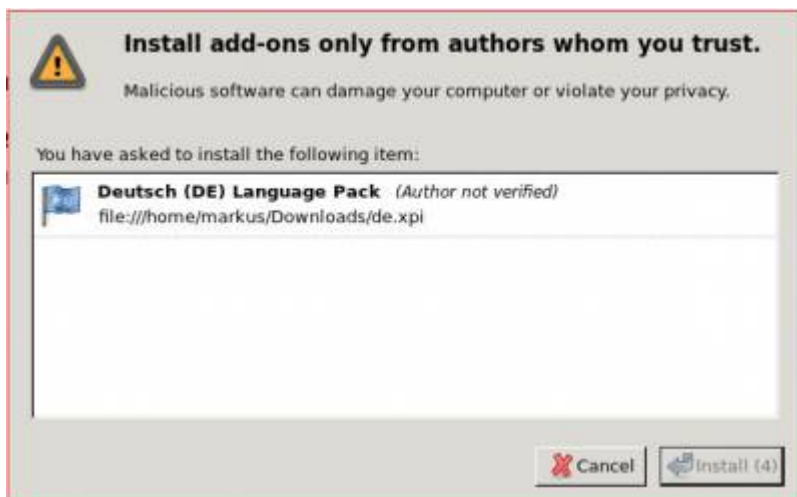 Install add-ons only from authors whom you trust.
Malicious software can damage your computer or violate your privacy.
You have asked to install the following item:
Deutsch (DE) Language Pack (Author not verified)
file:///home/markus/Downloads/de.xpi
Cancel Install (4)